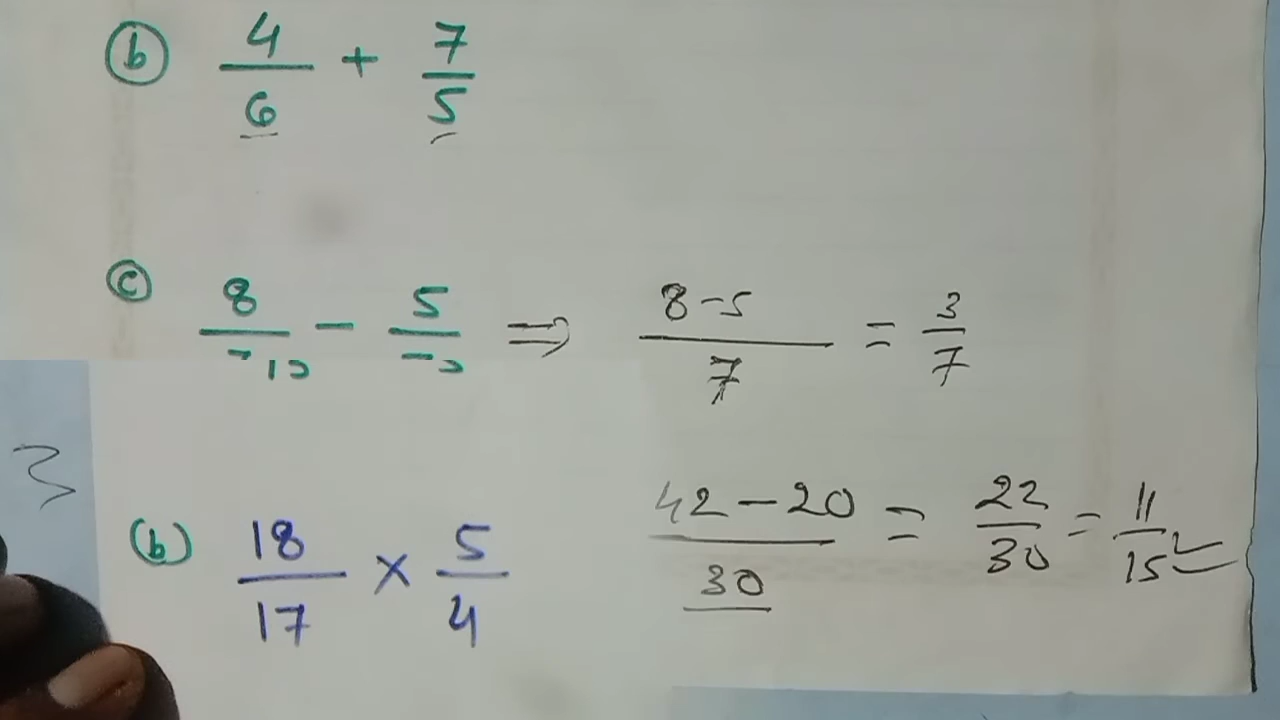 (b) 4/6 + 7/5
(c) 8/ - 5/ ⇒ (8-5)/7 = 3/7
(42-20)/30 = 22/30 = 11/15
(b) 18/17 × 5/4